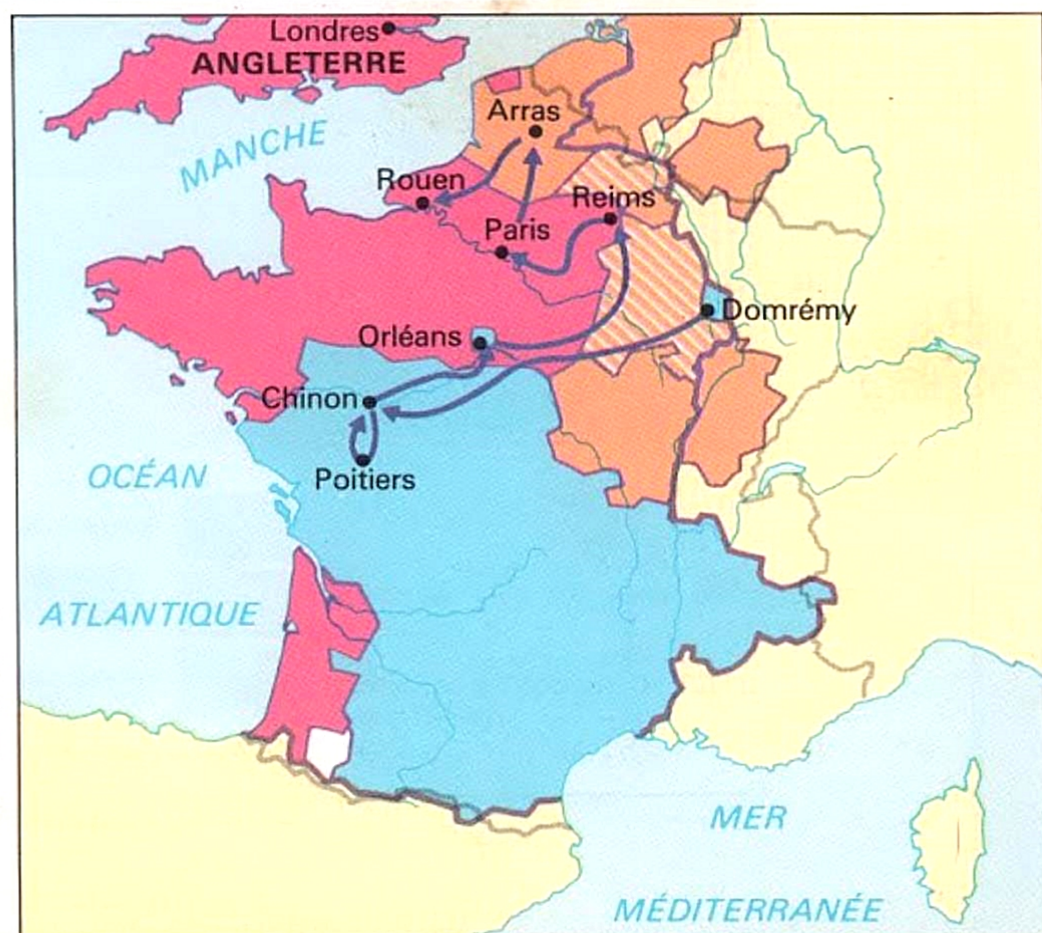 Londres
ANGLETERRE
MANCHE
Arras
Rouen
Reims
Paris
Domrémy
Orléans
Chinon
Poitiers
OCÉAN
ATLANTIQUE
MER
MÉDITERRANÉE